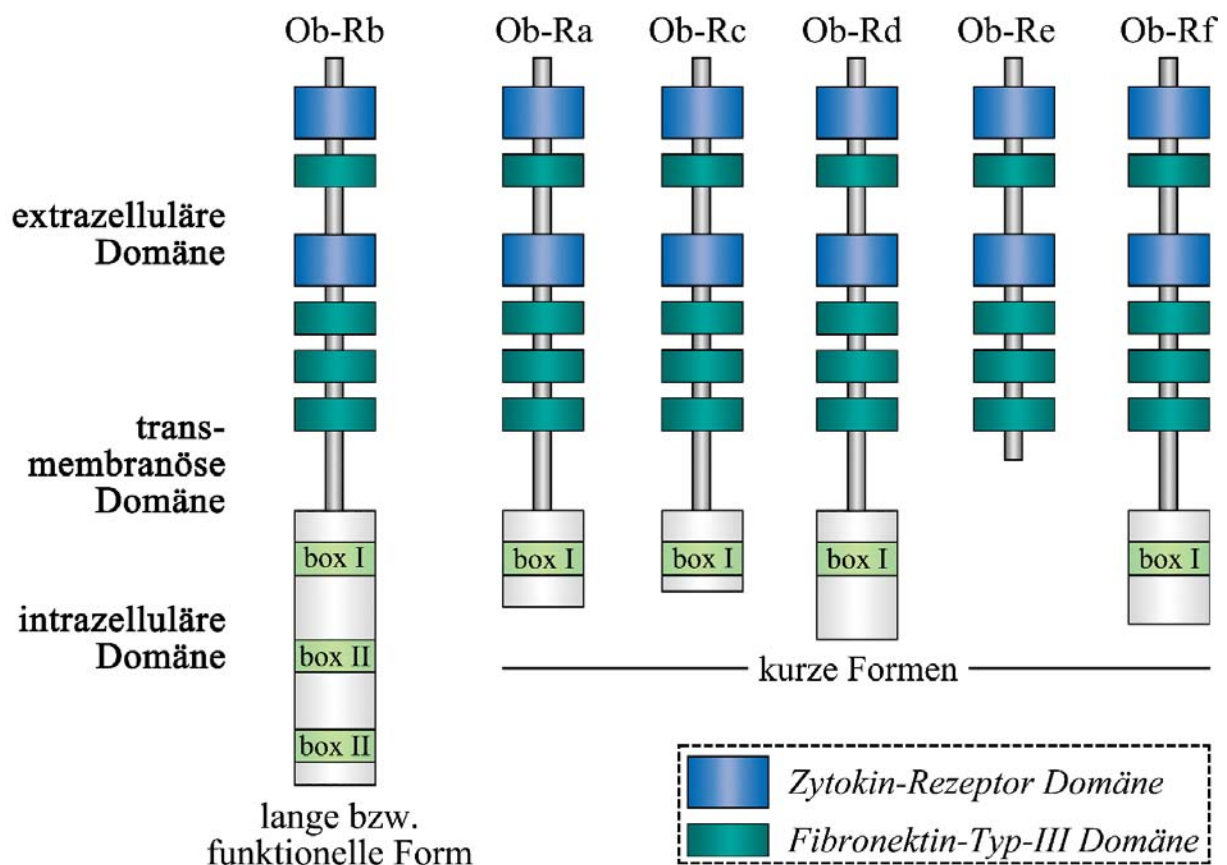 Ob-Rb
Ob-Ra
Ob-Rc
Ob-Rd
Ob-Re
Ob-Rf
extrazelluläre
Domäne
trans-
membranöse
Domäne
intrazelluläre
Domäne
box I
box II
box II
box I
box I
box I
box I
kurze Formen
lange bzw.
funktionelle Form
Zytokin-Rezeptor Domäne
Fibronektin-Typ-III Domäne